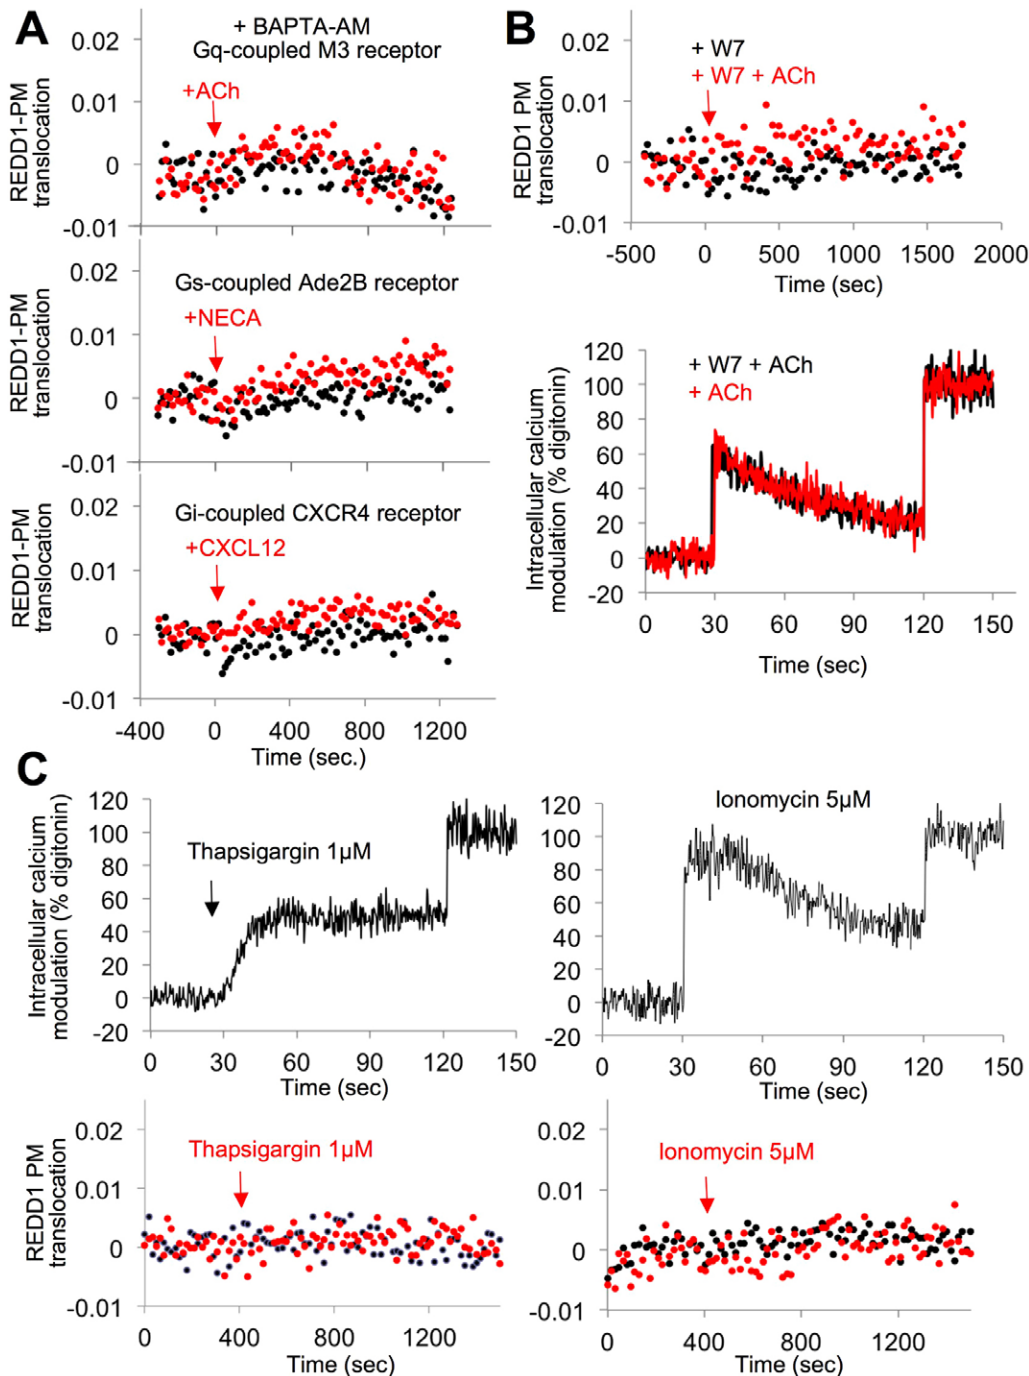 A
+ BAPTA-AM
Gq-coupled M3 receptor
+ACh
REDD1-PM
translocation
0.02
0.01
0
-0.01
Gs-coupled Ade2B receptor
+NECA
REDD1-PM
translocation
0.02
0.01
0
-0.01
Gi-coupled CXCR4 receptor
+CXCL12
REDD1-PM
translocation
0.02
0.01
0
-0.01
-400 0 400 800 1200
Time (sec.)
B
+ W7
+ W7 + ACh
REDD1 PM
translocation
0.02
0.01
0
-0.01
-500 0 500 1000 1500 2000
Time (sec)
+ W7 + ACh
+ ACh
Intracellular calcium
modulation (% digitonin)
120
100
80
60
40
20
0
-20
0 30 60 90 120 150
Time (sec)
C
Thapsigargin 1µM
Intracellular calcium
modulation (% digitonin)
120
100
80
60
40
20
0
-20
0 30 60 90 120 150
Time (sec)
Ionomycin 5µM
120
100
80
60
40
20
0
-20
0 30 60 90 120 150
Time (sec)
Thapsigargin 1µM
REDD1 PM
translocation
0.02
0.01
0
-0.01
0 400 800 1200
Time (sec)
Ionomycin 5µM
0.02
0.01
0
-0.01
0 400 800 1200
Time (sec)